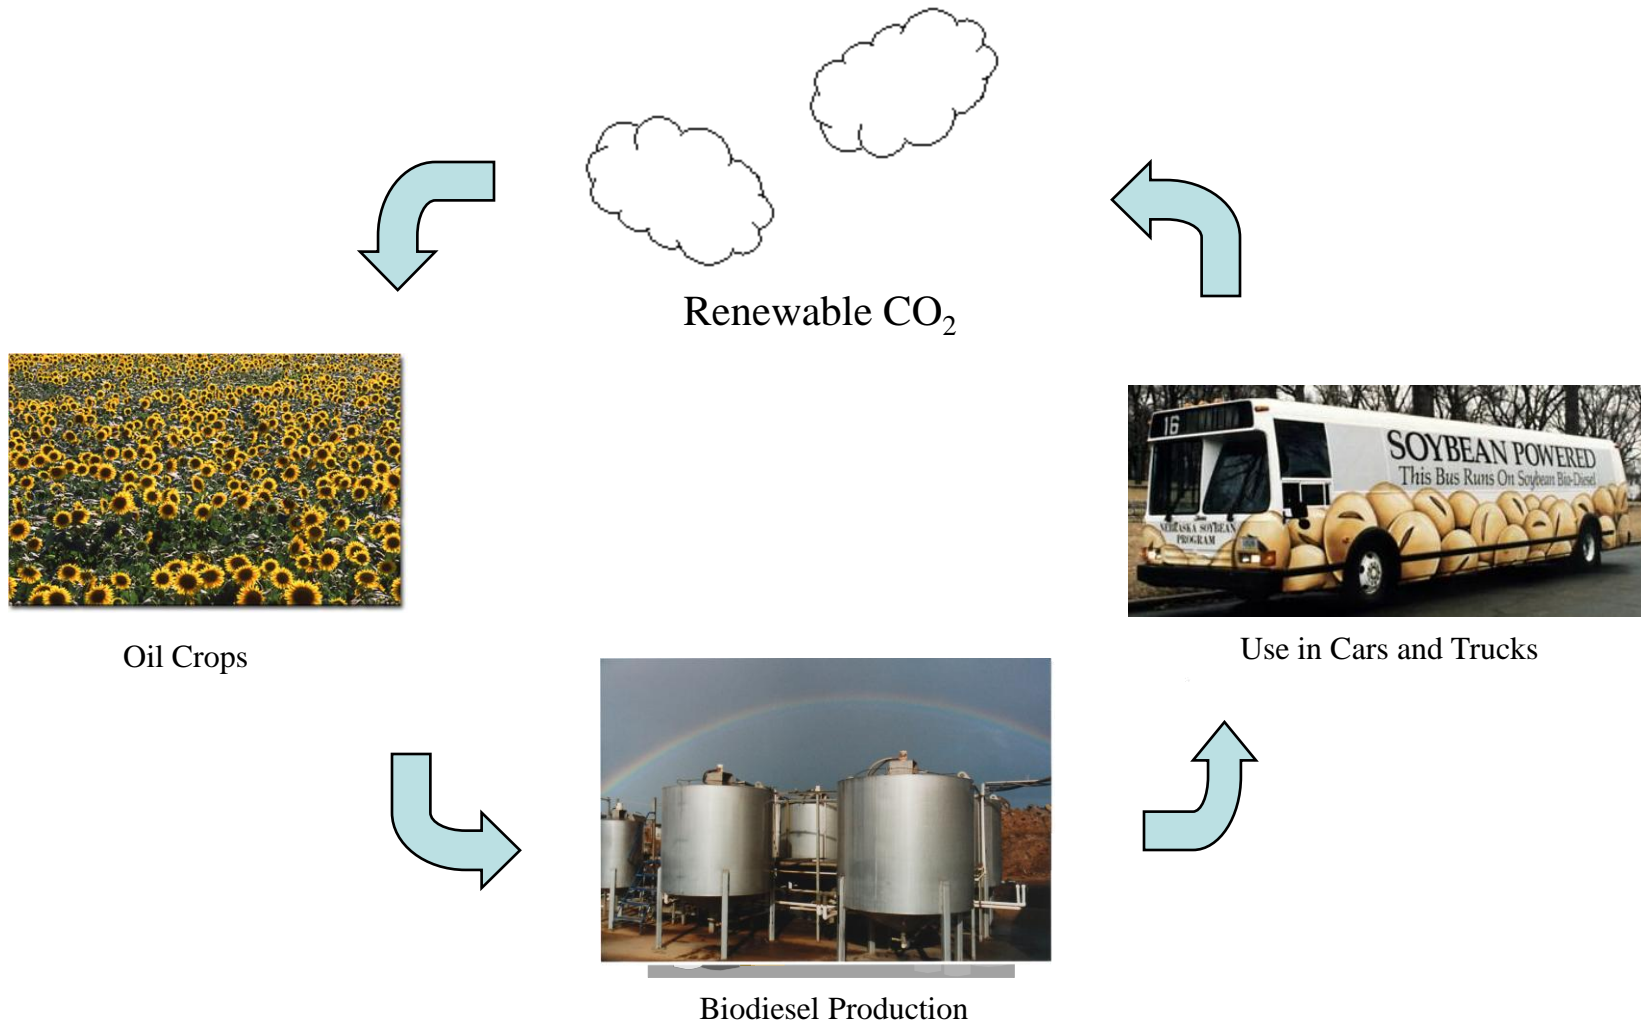 Renewable CO₂
16
SOYBEAN POWERED
This Bus Runs On Soybean Bio-Diesel
NEBRASKA SOYBEAN
PROGRAM
Oil Crops
Use in Cars and Trucks
Biodiesel Production